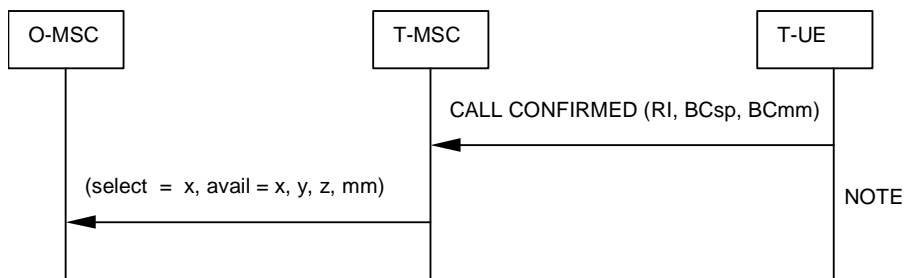 O-MSC
T-MSC
T-UE
CALL CONFIRMED (RI, BCsp, BCmm)
(select = x, avail = x, y, z, mm)
NOTE